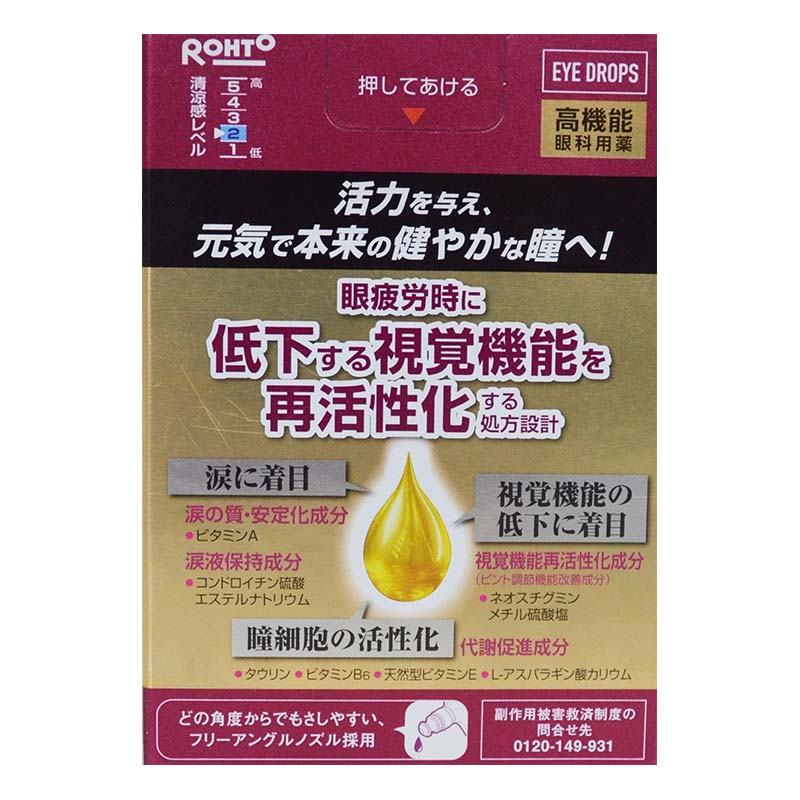 ROHTO
清涼感レベル
高
5
4
3
2
1
低
押してあける
EYE DROPS
高機能
眼科用薬
活力を与え、
元気で本来の健やかな瞳へ!
眼疲労時に
低下する視覚機能を
再活性化する
処方設計
涙に着目
涙の質・安定化成分
●ビタミンA
涙液保持成分
●コンドロイチン硫酸
エステルナトリウム
視覚機能の
低下に着目
視覚機能再活性化成分
(ピント調節機能改善成分)
●ネオスチグミン
メチル硫酸塩
瞳細胞の活性化
代謝促進成分
●タウリン ●ビタミンB6 ●天然型ビタミンE ●L-アスパラギン酸カリウム
どの角度からでもさしやすい、
フリーアングルノズル採用
副作用被害救済制度の
問合せ先
0120-149-931